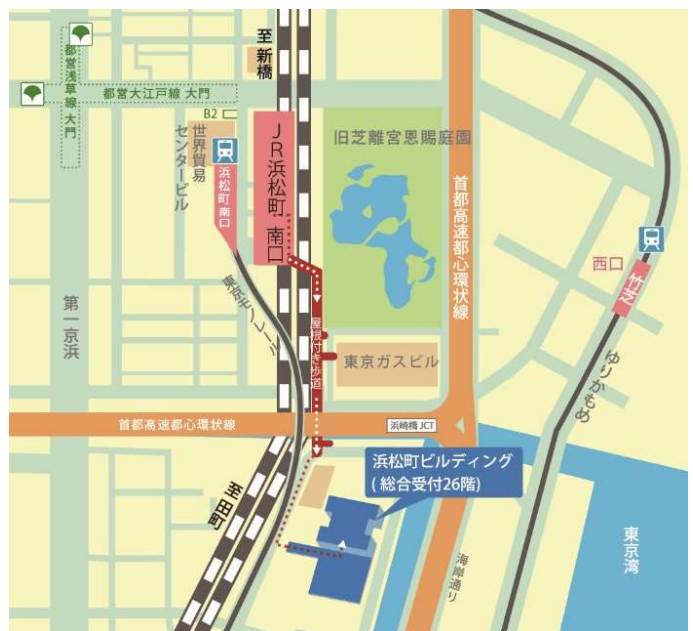 至新橋
都営浅草線 大門
都営大江戸線 大門
B2
世界貿易
センタービル
浜松町 南口
JR浜松町 南口
旧芝離宮恩賜庭園
首都高速都心環状線
西口
竹芝
ゆりかもめ
第一京浜
東京モノレール
屋根付き歩道
東京ガスビル
首都高速都心環状線
浜崎橋 JCT
浜松町ビルディング
( 総合受付26階)
至田町
海岸通り
東京湾